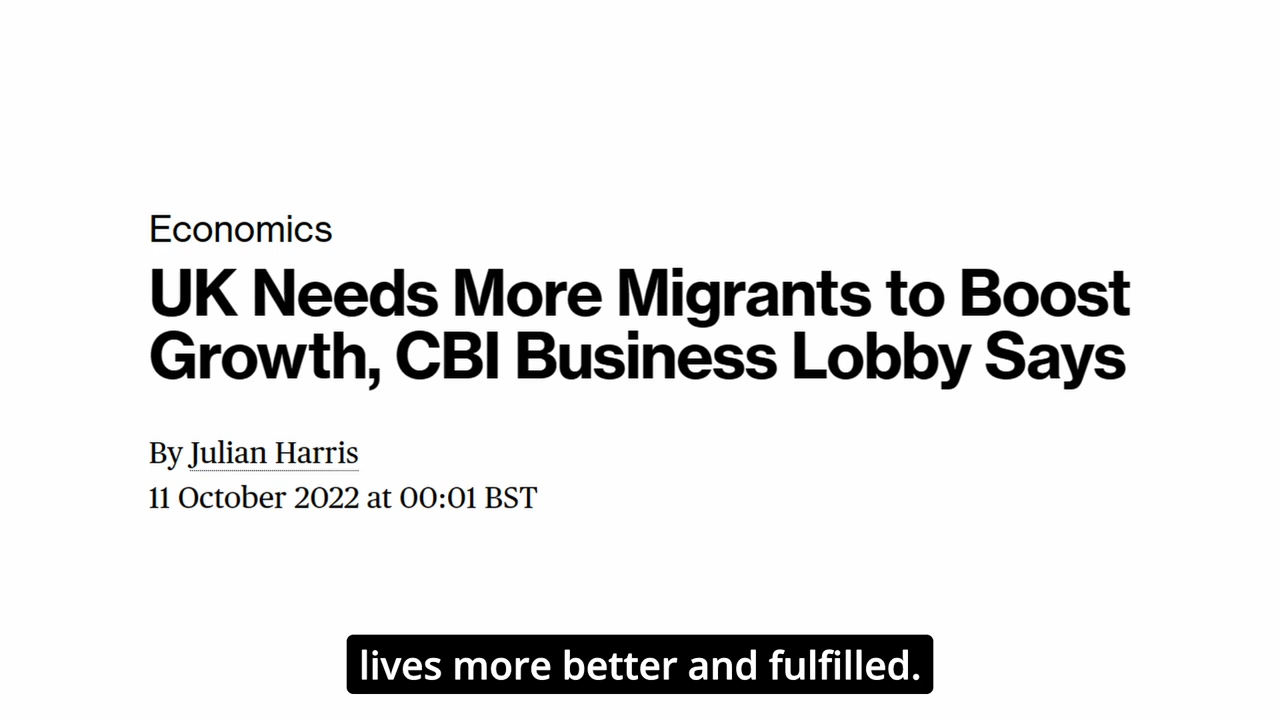 Economics
UK Needs More Migrants to Boost
Growth, CBI Business Lobby Says
By Julian Harris
11 October 2022 at 00:01 BST
lives more better and fulfilled.